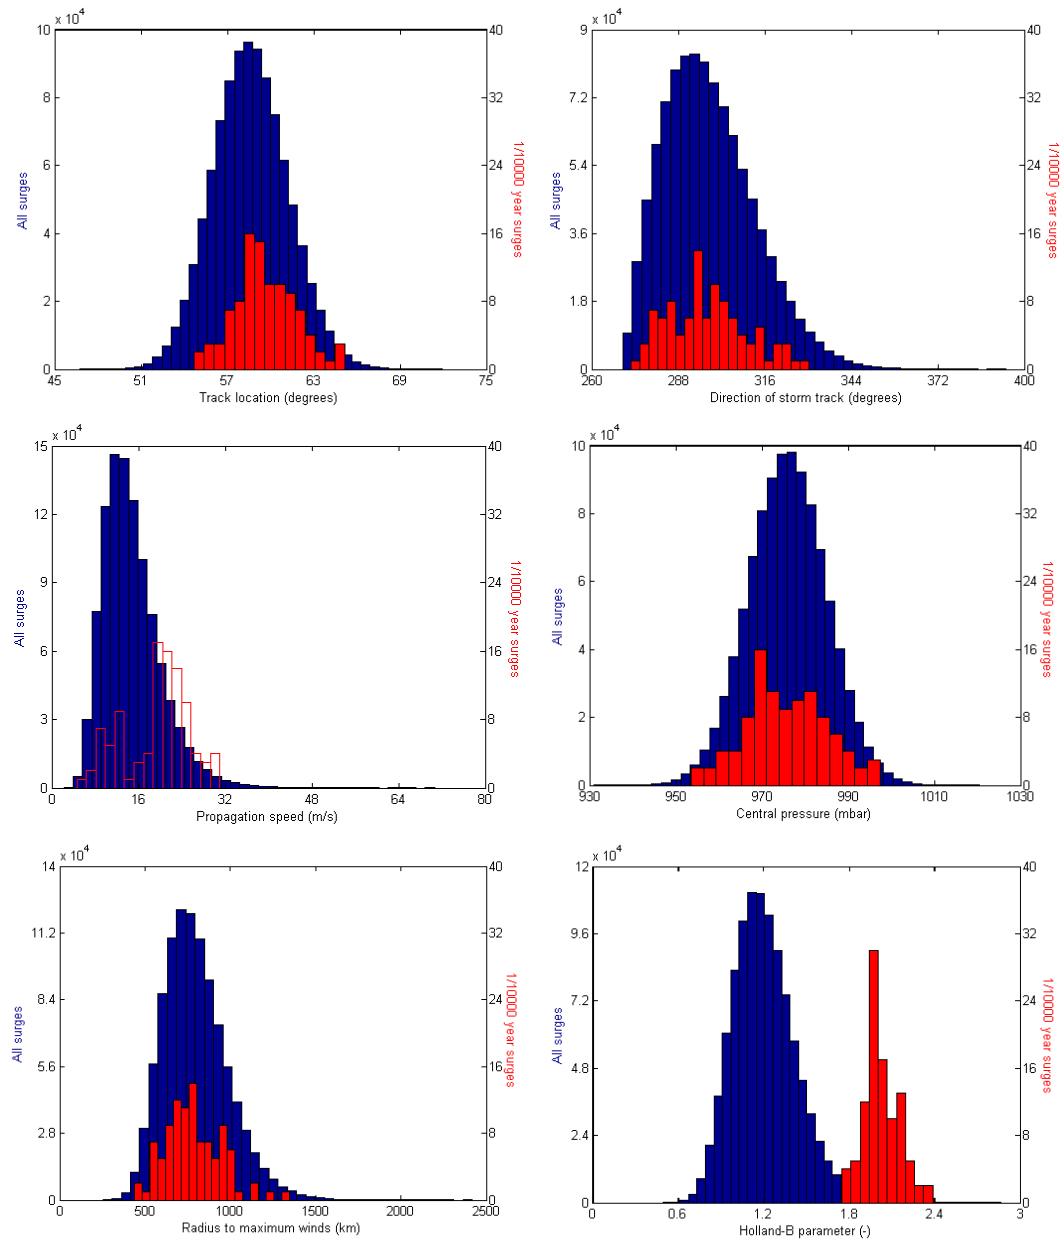 x 10^4
10
8
6
4
2
0
40
32
24
16
8
0
45 51 57 63 69 75
All surges
1/10000 year surges
Track location (degrees)
x 10^4
9
7.2
5.4
3.6
1.8
0
40
32
24
16
8
0
260 288 316 344 372 400
All surges
1/10000 year surges
Direction of storm track (degrees)
x 10^4
15
12
9
6
3
0
40
32
24
16
8
0
0 16 32 48 64 80
All surges
1/10000 year surges
Propagation speed (m/s)
x 10^4
10
8
6
4
2
0
40
32
24
16
8
0
930 950 970 990 1010 1030
All surges
1/10000 year surges
Central pressure (mbar)
x 10^4
14
11.2
8.4
5.6
2.8
0
40
32
24
16
8
0
0 500 1000 1500 2000 2500
All surges
1/10000 year surges
Radius to maximum winds (km)
x 10^4
12
9.6
7.2
4.8
2.4
0
40
32
24
16
8
0
0 0.6 1.2 1.8 2.4 3
All surges
1/10000 year surges
Holland-B parameter (-)